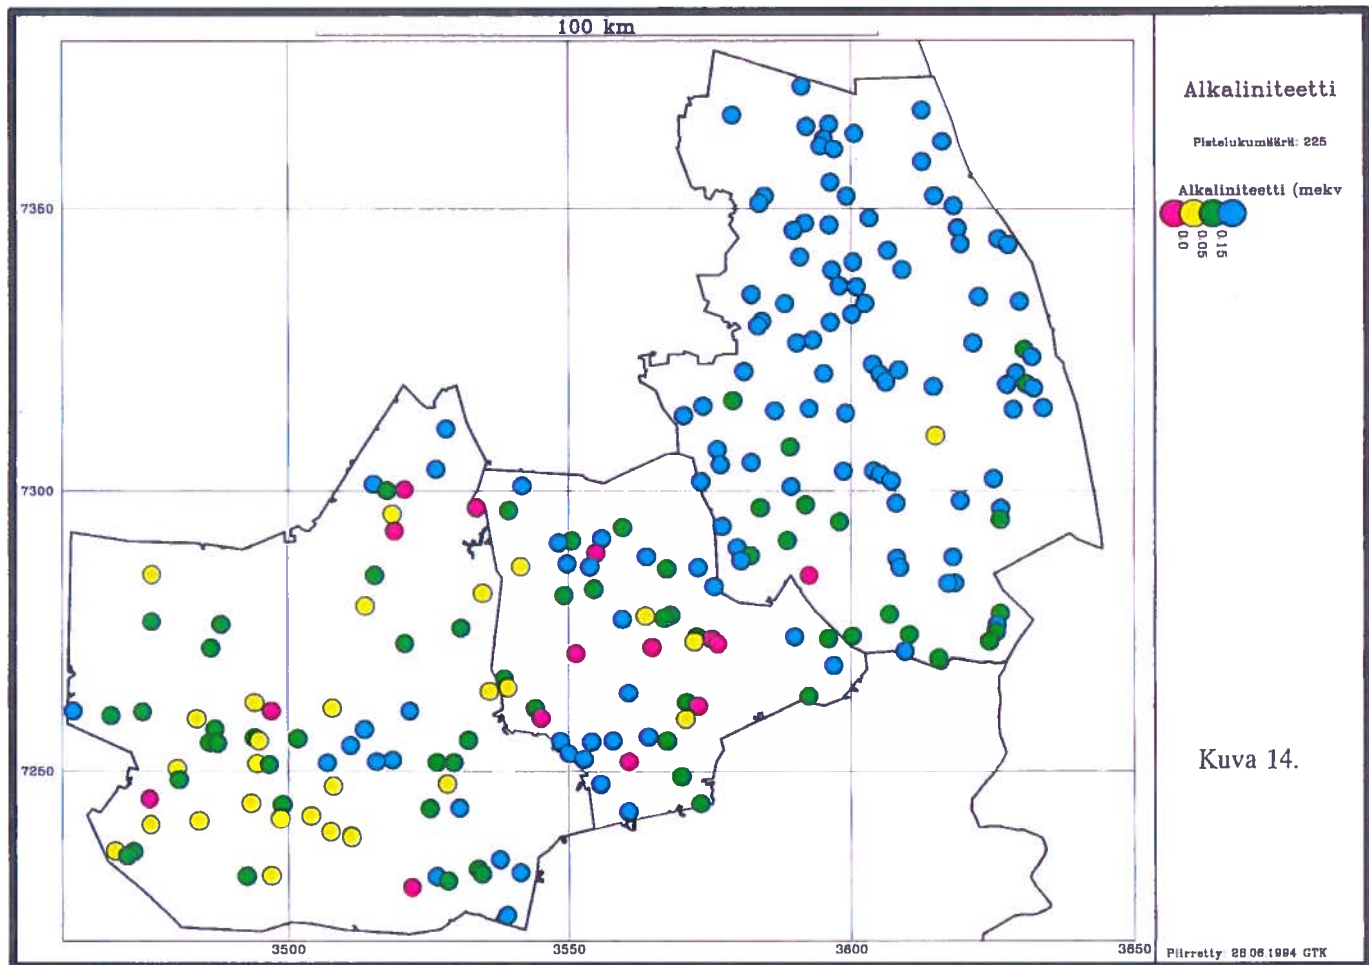 100 km
Alkaliniteetti
Pistelukumäärä: 225
Alkaliniteetti (mekv
0.0
0.05
0.15
7350
7300
7250
Kuva 14.
3500
3550
3600
3650
Piirretty: 28.06.1994 GTK